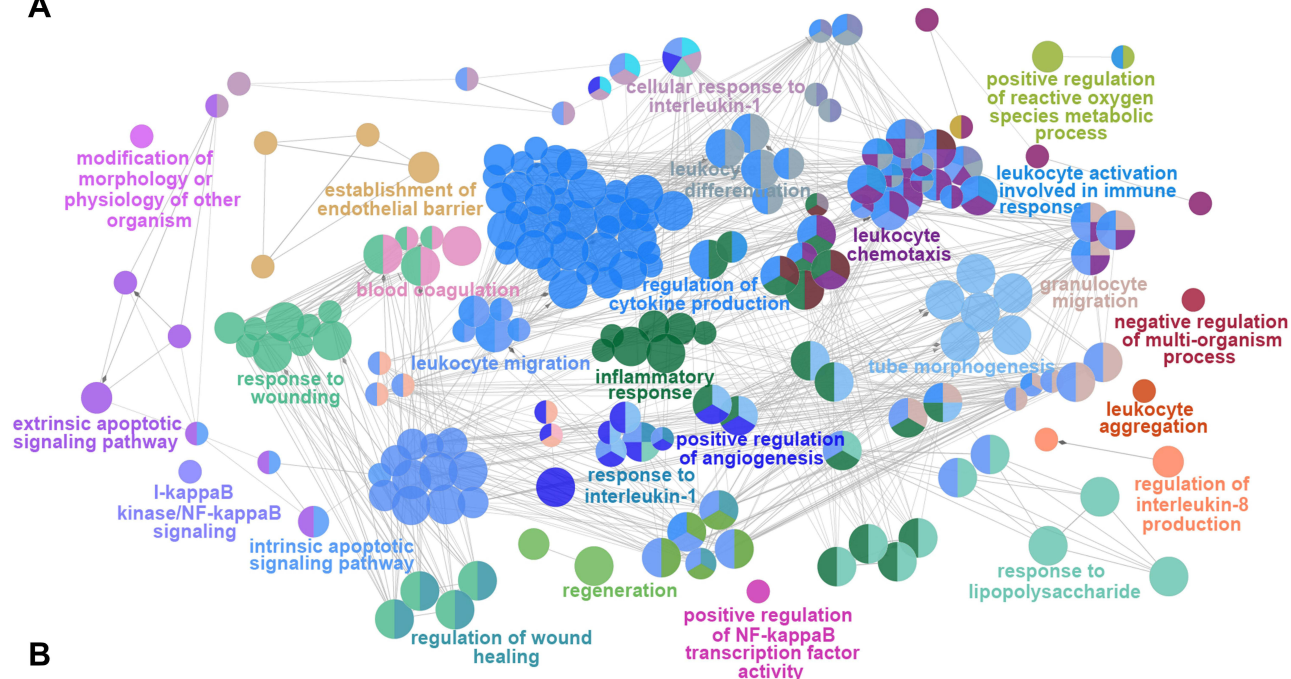 A
cellular response to
interleukin-1
positive regulation
of reactive oxygen
species metabolic
process
modification of
morphology or
physiology of other
organism
establishment of
endothelial barrier
leukocyte
differentiation
leukocyte activation
involved in immune
response
leukocyte
chemotaxis
blood coagulation
regulation of
cytokine production
granulocyte
migration
negative regulation
of multi-organism
process
leukocyte migration
tube morphogenesis
response to
wounding
inflammatory
response
leukocyte
aggregation
extrinsic apoptotic
signaling pathway
positive regulation
of angiogenesis
response to
interleukin-1
I-kappaB
kinase/NF-kappaB
signaling
regulation of
interleukin-8
production
intrinsic apoptotic
signaling pathway
regeneration
response to
lipopolysaccharide
positive regulation
of NF-kappaB
transcription factor
activity
regulation of wound
healing
B